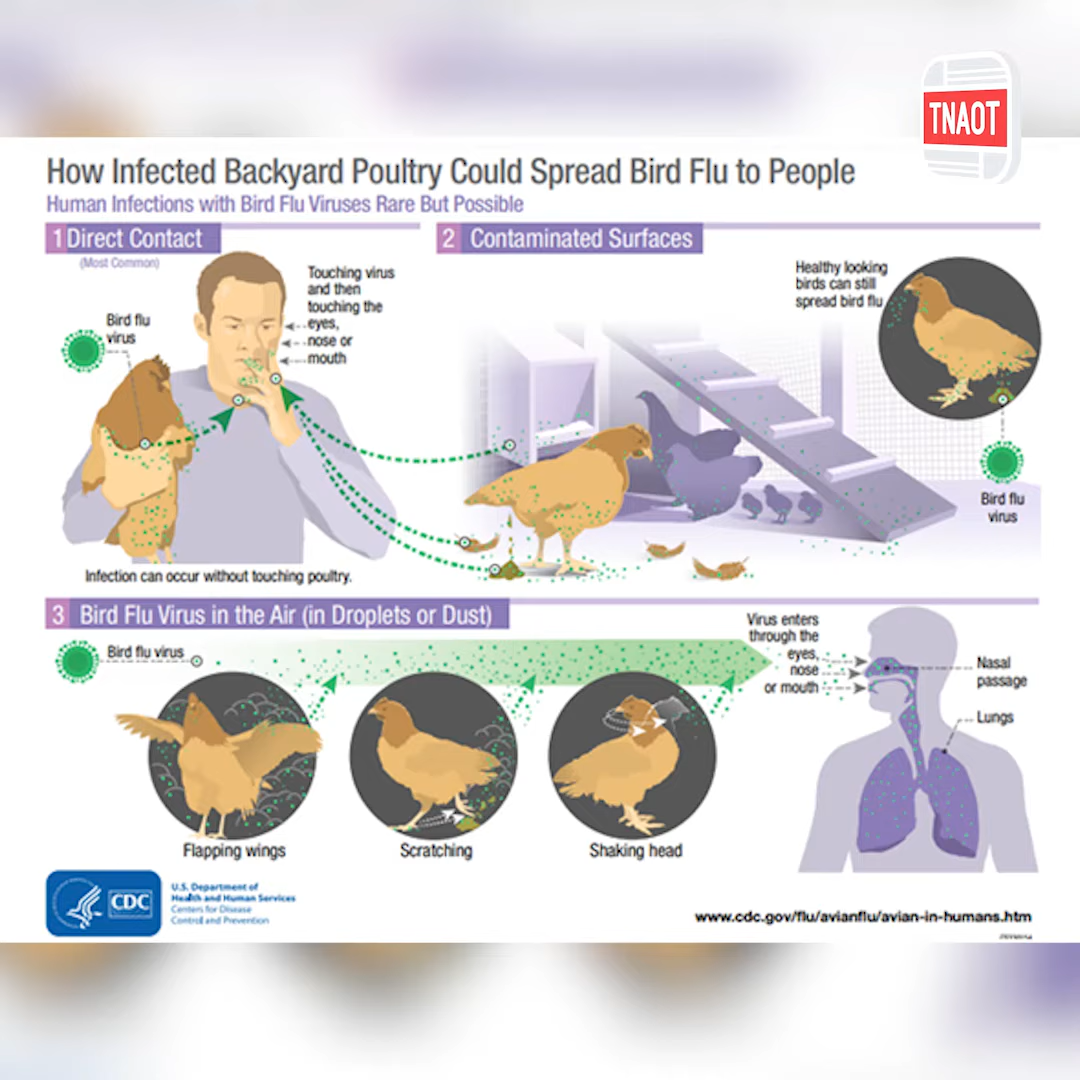 TNAOT
How Infected Backyard Poultry Could Spread Bird Flu to People
Human Infections with Bird Flu Viruses Rare But Possible
1 Direct Contact
(Most Common)
Bird flu
virus
Touching virus
and then
touching the
eyes,
nose or
mouth
Infection can occur without touching poultry.
2 Contaminated Surfaces
Healthy looking
birds can still
spread bird flu
Bird flu
virus
3 Bird Flu Virus in the Air (in Droplets or Dust)
Bird flu virus
Flapping wings
Scratching
Shaking head
Virus enters
through the
eyes,
nose
or mouth
Nasal
passage
Lungs
CDC
U.S. Department of
Health and Human Services
Centers for Disease
Control and Prevention
www.cdc.gov/flu/avianflu/avian-in-humans.htm